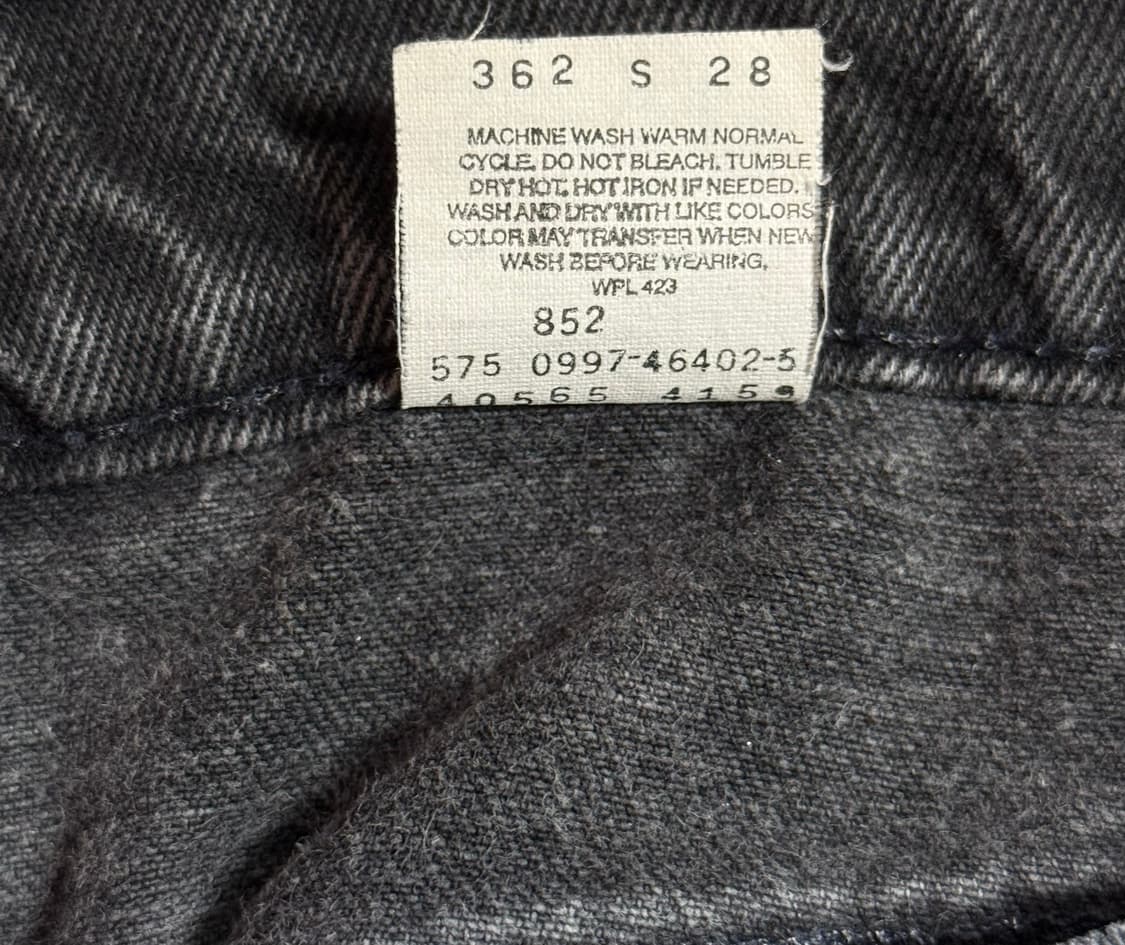 362 S 28
MACHINE WASH WARM NORMAL
CYCLE, DO NOT BLEACH, TUMBLE
DRY HOT, HOT IRON IF NEEDED.
WASH AND DRY WITH LIKE COLORS
COLOR MAY TRANSFER WHEN NEW
WASH BEFORE WEARING,
WPL 423
852
575 0997-46402-5
40565